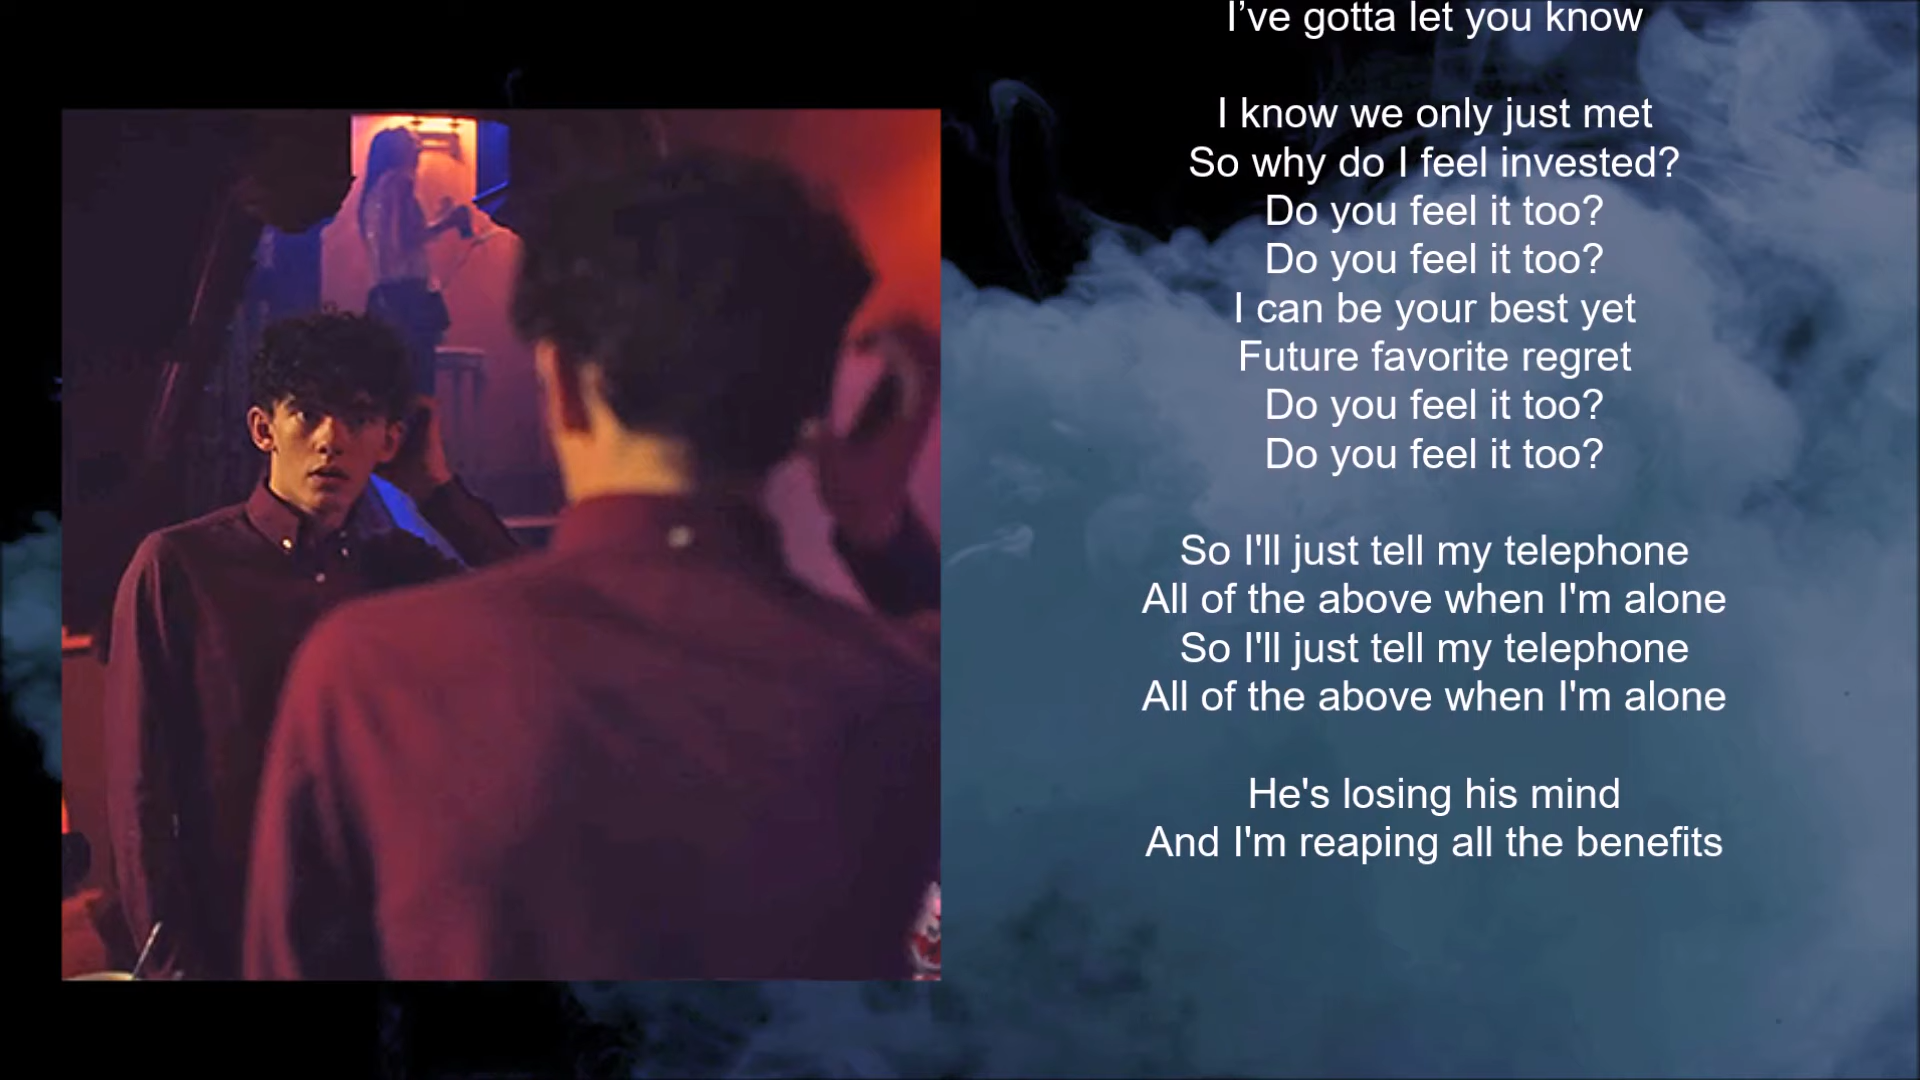 I’ve gotta let you know
I know we only just met
So why do I feel invested?
Do you feel it too?
Do you feel it too?
I can be your best yet
Future favorite regret
Do you feel it too?
Do you feel it too?
So I'll just tell my telephone
All of the above when I'm alone
So I'll just tell my telephone
All of the above when I'm alone
He's losing his mind
And I'm reaping all the benefits